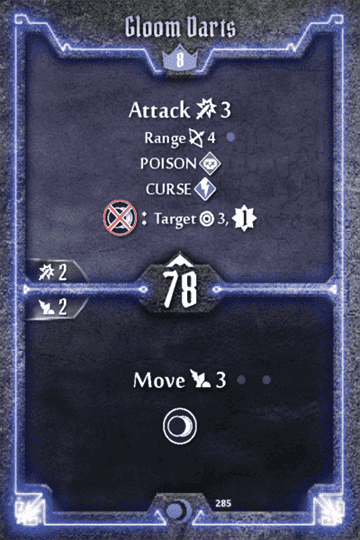 Gloom Darts
8
Attack 3
Range 4
POISON
CURSE
: Target 3, 1
2
78
2
Move 3
285